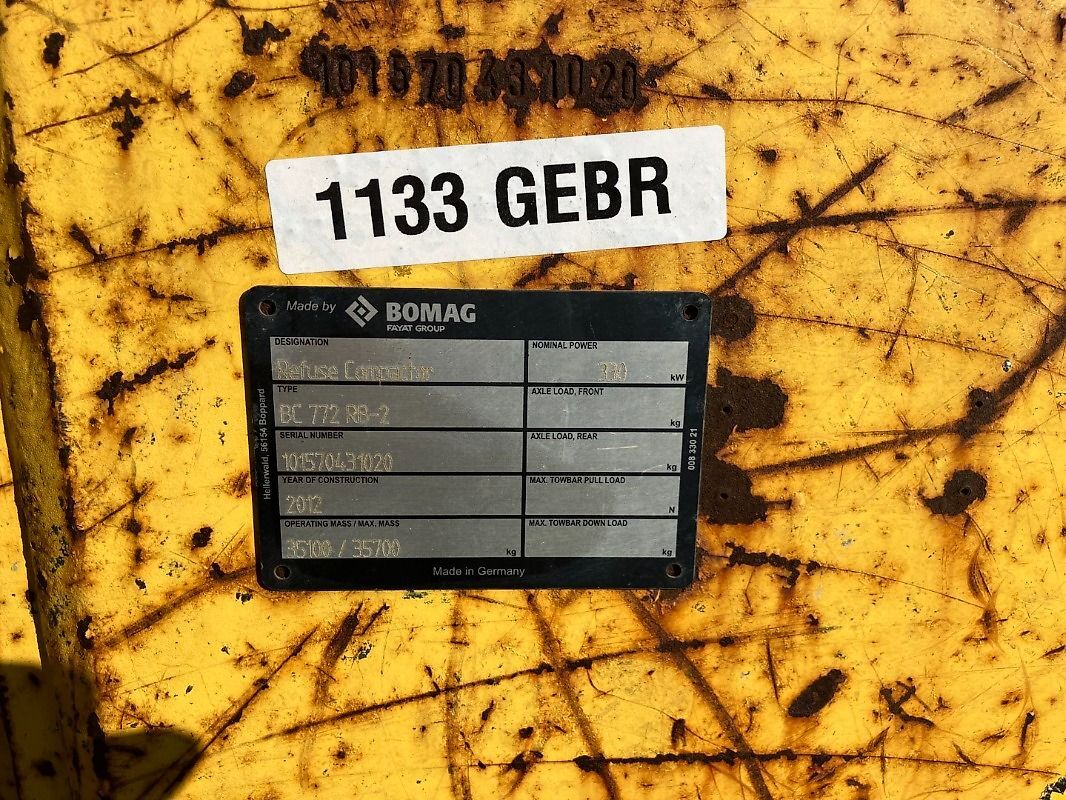 101570431020
1133 GEBR
Made by BOMAG
FAYAT GROUP
DESIGNATION
Refuse Compactor
NOMINAL POWER
330 kW
TYPE
BC 772 RB-2
AXLE LOAD, FRONT
kg
SERIAL NUMBER
101570431020
AXLE LOAD, REAR
kg
YEAR OF CONSTRUCTION
2012
MAX. TOWBAR PULL LOAD
N
OPERATING MASS / MAX. MASS
35100 / 35700 kg
MAX. TOWBAR DOWN LOAD
kg
Made in Germany
Hellerwald, 56154 Boppard
008 330 21